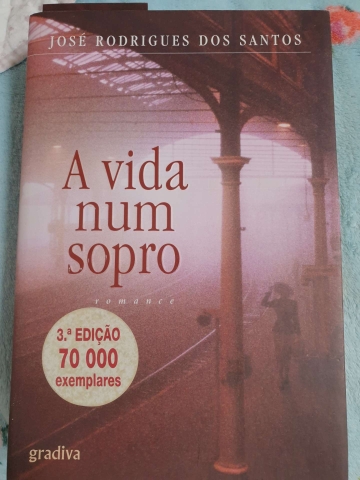 JOSÉ RODRIGUES DOS SANTOS
A vida
num
sopro
romance
3.ª EDIÇÃO
70 000
exemplares
gradiva